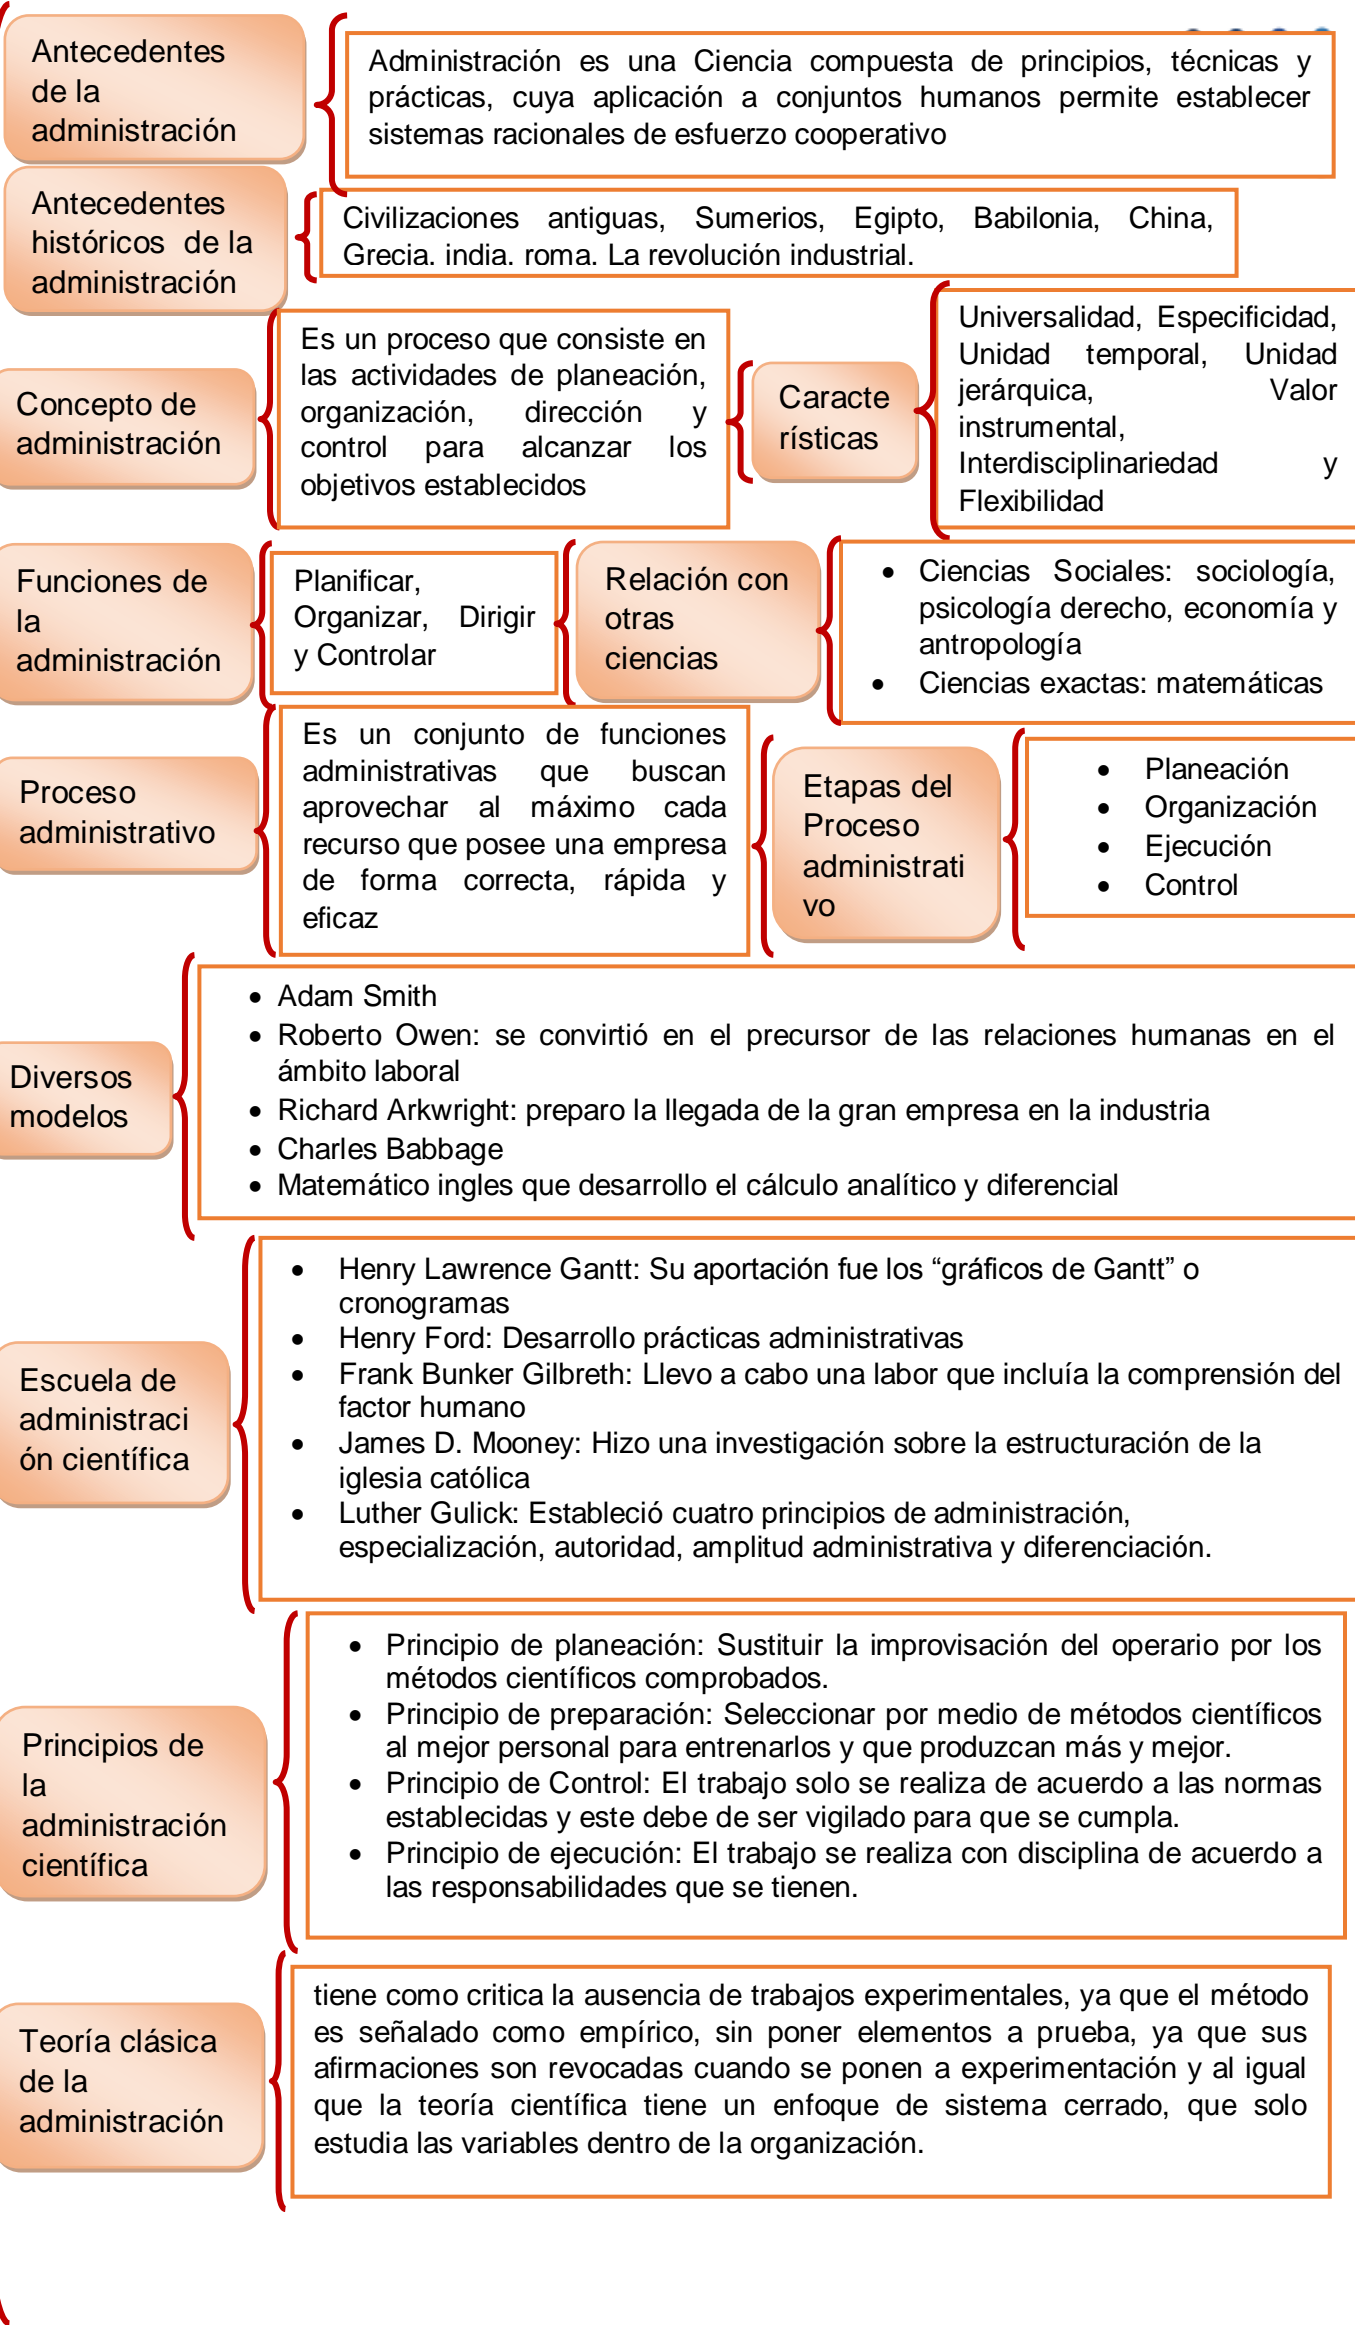 Antecedentes
de la
administración
Administración es una Ciencia compuesta de principios, técnicas y
prácticas, cuya aplicación a conjuntos humanos permite establecer
sistemas racionales de esfuerzo cooperativo
Antecedentes
históricos de la
administración
Civilizaciones antiguas, Sumerios, Egipto, Babilonia, China,
Grecia. india. roma. La revolución industrial.
Concepto de
administración
Es un proceso que consiste en
las actividades de planeación,
organización, dirección y
control para alcanzar los
objetivos establecidos
Caracte
rísticas
Universalidad, Especificidad,
Unidad temporal, Unidad
jerárquica, Valor
instrumental,
Interdisciplinariedad y
Flexibilidad
Funciones de
la
administración
Planificar,
Organizar, Dirigir
y Controlar
Relación con
otras
ciencias
• Ciencias Sociales: sociología,
psicología derecho, economía y
antropología
• Ciencias exactas: matemáticas
Proceso
administrativo
Es un conjunto de funciones
administrativas que buscan
aprovechar al máximo cada
recurso que posee una empresa
de forma correcta, rápida y
eficaz
Etapas del
Proceso
administrati
vo
• Planeación
• Organización
• Ejecución
• Control
Diversos
modelos
• Adam Smith
• Roberto Owen: se convirtió en el precursor de las relaciones humanas en el
ámbito laboral
• Richard Arkwright: preparo la llegada de la gran empresa en la industria
• Charles Babbage
• Matemático ingles que desarrollo el cálculo analítico y diferencial
Escuela de
administraci
ón científica
• Henry Lawrence Gantt: Su aportación fue los “gráficos de Gantt” o
cronogramas
• Henry Ford: Desarrollo prácticas administrativas
• Frank Bunker Gilbreth: Llevo a cabo una labor que incluía la comprensión del
factor humano
• James D. Mooney: Hizo una investigación sobre la estructuración de la
iglesia católica
• Luther Gulick: Estableció cuatro principios de administración,
especialización, autoridad, amplitud administrativa y diferenciación.
Principios de
la
administración
científica
• Principio de planeación: Sustituir la improvisación del operario por los
métodos científicos comprobados.
• Principio de preparación: Seleccionar por medio de métodos científicos
al mejor personal para entrenarlos y que produzcan más y mejor.
• Principio de Control: El trabajo solo se realiza de acuerdo a las normas
establecidas y este debe de ser vigilado para que se cumpla.
• Principio de ejecución: El trabajo se realiza con disciplina de acuerdo a
las responsabilidades que se tienen.
Teoría clásica
de la
administración
tiene como critica la ausencia de trabajos experimentales, ya que el método
es señalado como empírico, sin poner elementos a prueba, ya que sus
afirmaciones son revocadas cuando se ponen a experimentación y al igual
que la teoría científica tiene un enfoque de sistema cerrado, que solo
estudia las variables dentro de la organización.